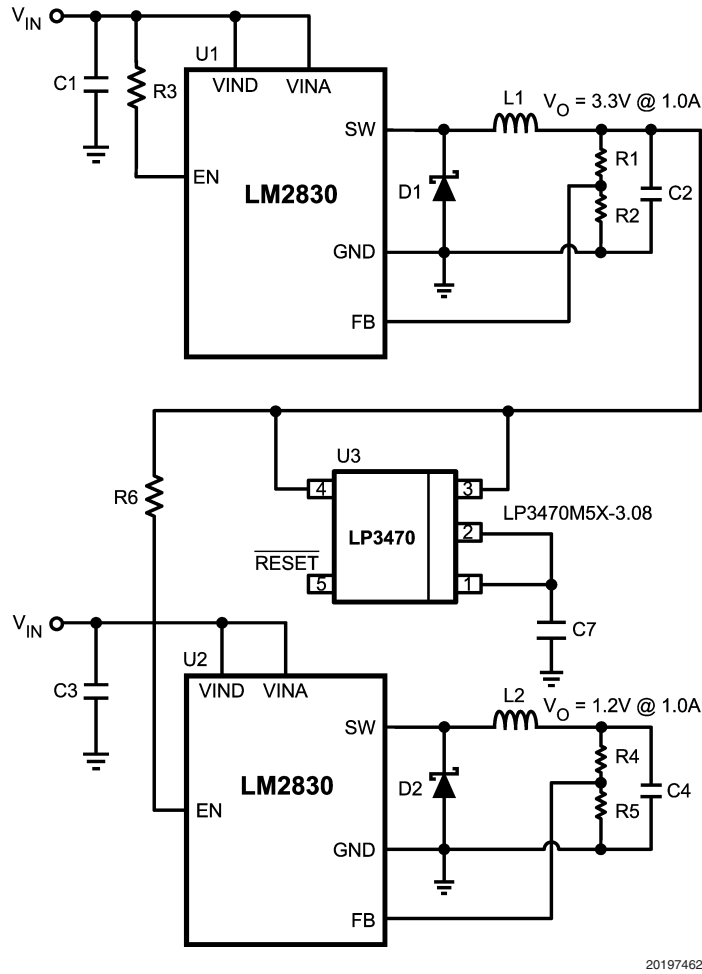 VIN
C1
R3
U1
VIND
VINA
EN
LM2830
SW
GND
FB
D1
L1
VO = 3.3V @ 1.0A
R1
R2
C2
R6
U3
4
3
2
1
5
LP3470
RESET
LP3470M5X-3.08
C7
VIN
C3
U2
VIND
VINA
EN
LM2830
SW
GND
FB
D2
L2
VO = 1.2V @ 1.0A
R4
R5
C4
20197462